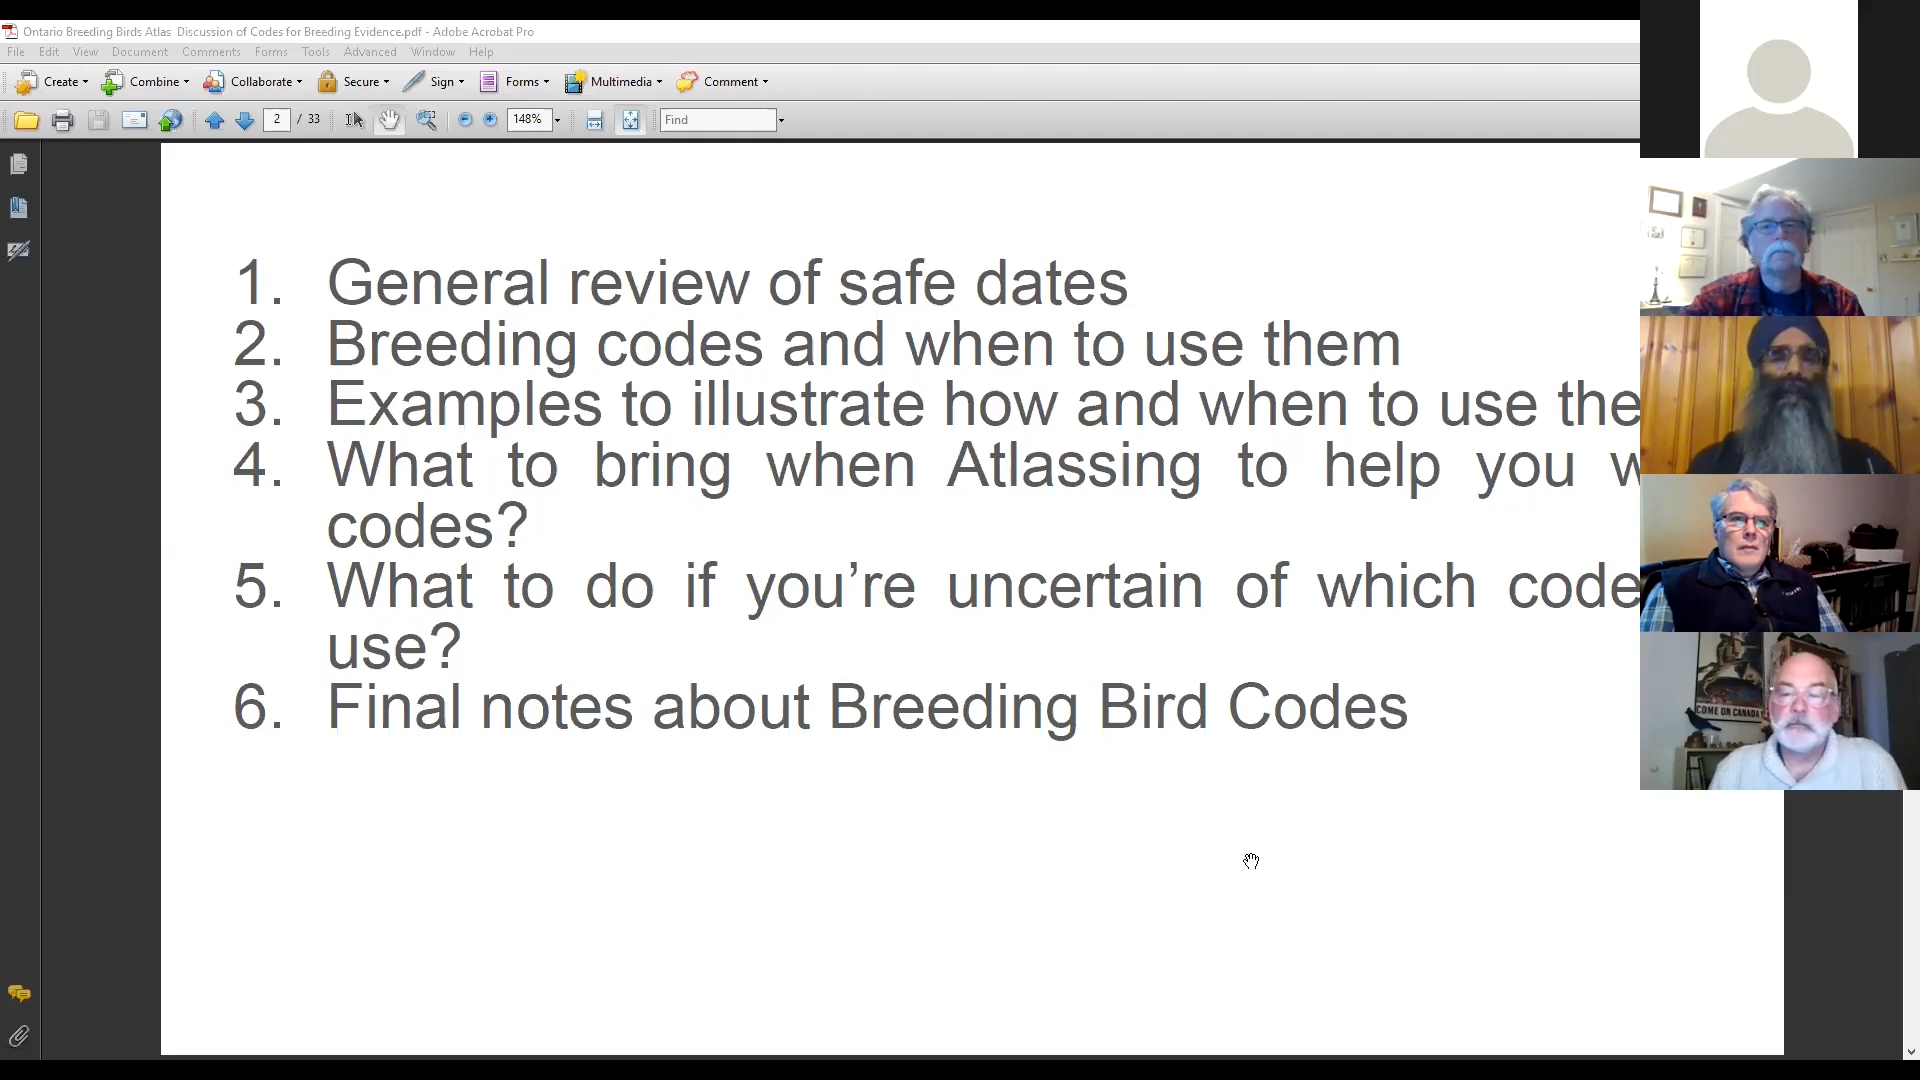 Ontario Breeding Birds Atlas Discussion of Codes for Breeding Evidence.pdf - Adobe Acrobat Pro
File Edit View Document Comments Forms Tools Advanced Window Help
Create Combine Collaborate Secure Sign Forms Multimedia Comment
2 / 33 148% Find
1. General review of safe dates
2. Breeding codes and when to use them
3. Examples to illustrate how and when to use the
4. What to bring when Atlassing to help you w
codes?
5. What to do if you’re uncertain of which code
use?
6. Final notes about Breeding Bird Codes
COME ON CANADA